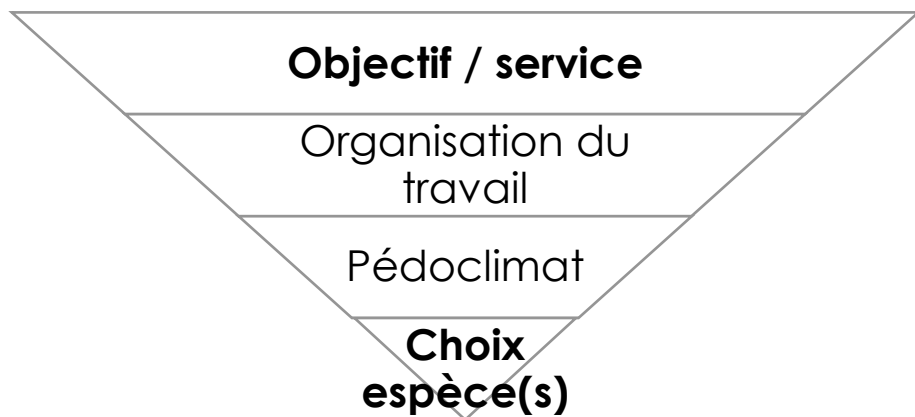 Objectif / service
Organisation du
travail
Pédoclimat
Choix
espèce(s)